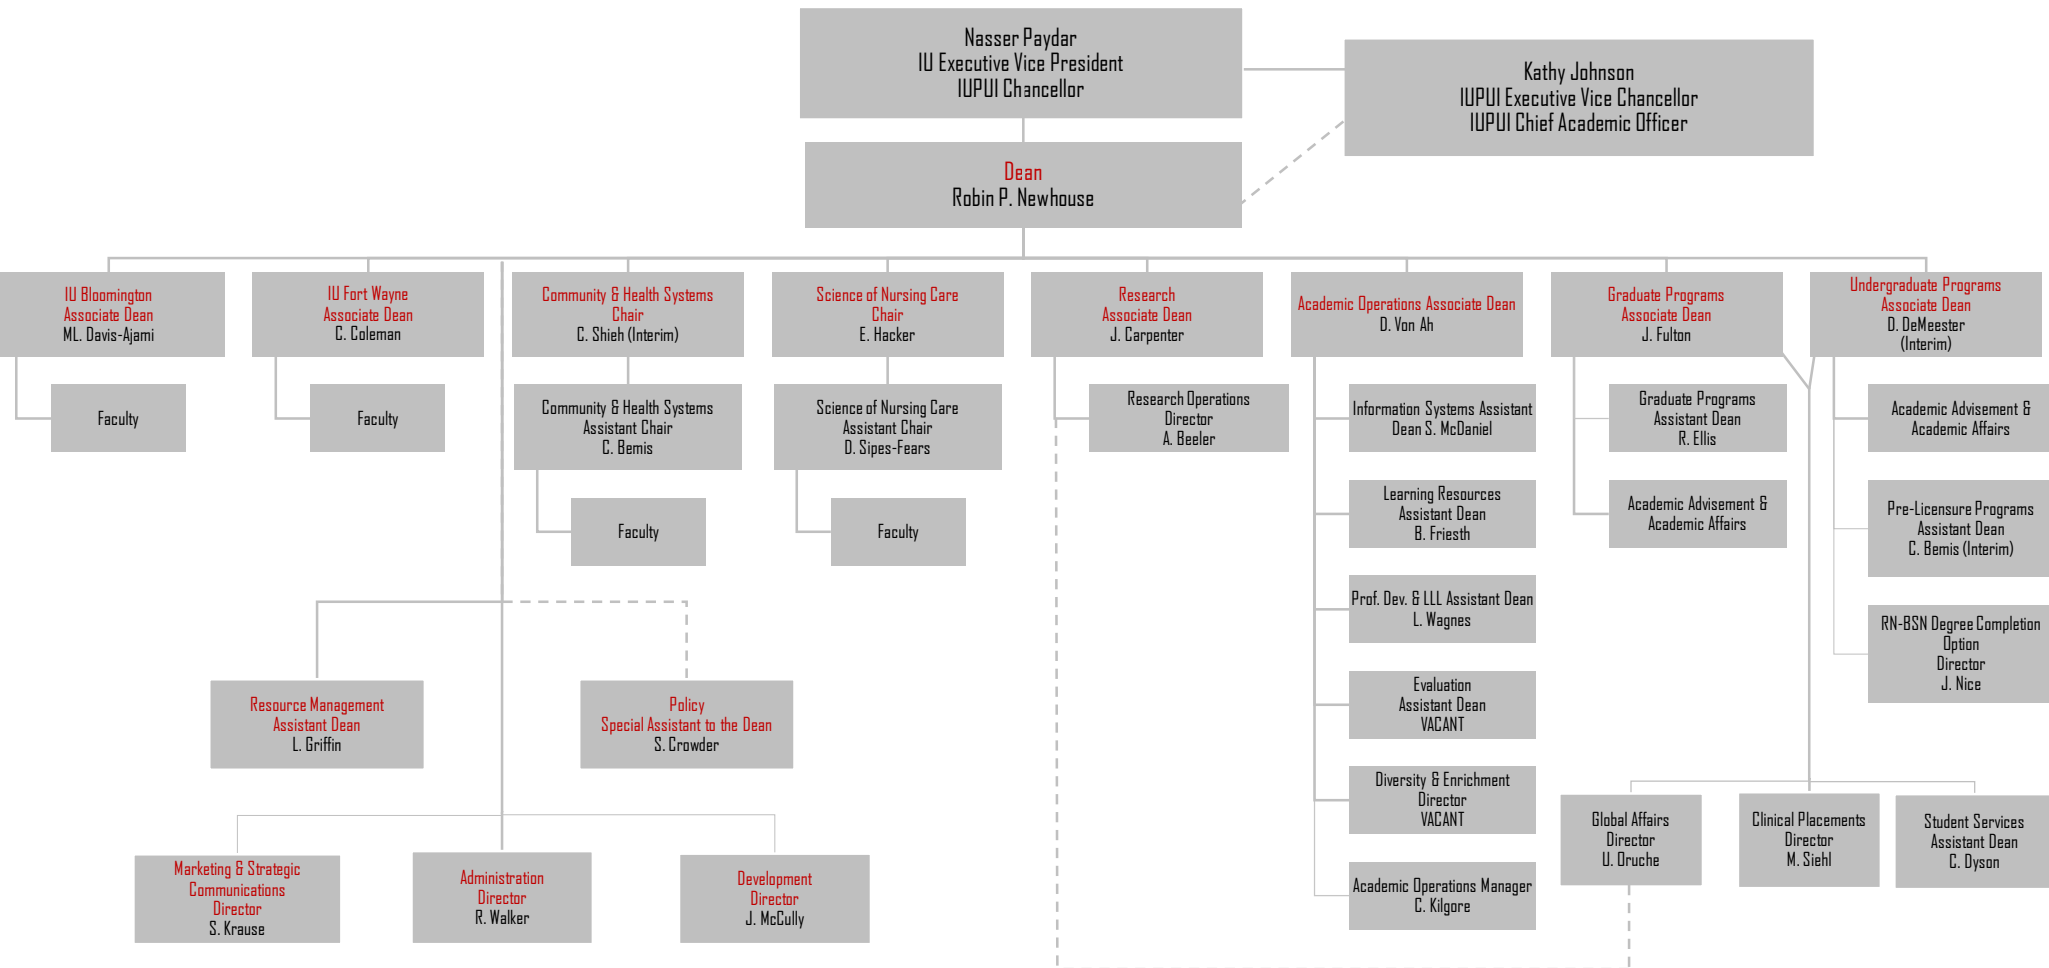 Nasser Paydar
IU Executive Vice President
IUPUI Chancellor
Kathy Johnson
IUPUI Executive Vice Chancellor
IUPUI Chief Academic Officer
Dean
Robin P. Newhouse
IU Bloomington
Associate Dean
ML. Davis-Ajami
IU Fort Wayne
Associate Dean
C. Coleman
Community & Health Systems
Chair
C. Shieh (Interim)
Science of Nursing Care
Chair
E. Hacker
Research
Associate Dean
J. Carpenter
Academic Operations Associate Dean
D. Von Ah
Graduate Programs
Associate Dean
J. Fulton
Undergraduate Programs
Associate Dean
D. DeMeester
(Interim)
Faculty
Faculty
Community & Health Systems
Assistant Chair
C. Bemis
Science of Nursing Care
Assistant Chair
D. Sipes-Fears
Research Operations
Director
A. Beeler
Information Systems Assistant
Dean S. McDaniel
Graduate Programs
Assistant Dean
R. Ellis
Academic Advisement &
Academic Affairs
Faculty
Faculty
Learning Resources
Assistant Dean
B. Friesth
Academic Advisement &
Academic Affairs
Pre-Licensure Programs
Assistant Dean
C. Bemis (Interim)
Prof. Dev. & LLL Assistant Dean
L. Wagnes
RN-BSN Degree Completion
Option
Director
J. Nice
Resource Management
Assistant Dean
L. Griffin
Policy
Special Assistant to the Dean
S. Crowder
Evaluation
Assistant Dean
VACANT
Diversity & Enrichment
Director
VACANT
Global Affairs
Director
U. Oruche
Clinical Placements
Director
M. Siehl
Student Services
Assistant Dean
C. Dyson
Marketing & Strategic
Communications
Director
S. Krause
Administration
Director
R. Walker
Development
Director
J. McCully
Academic Operations Manager
C. Kilgore